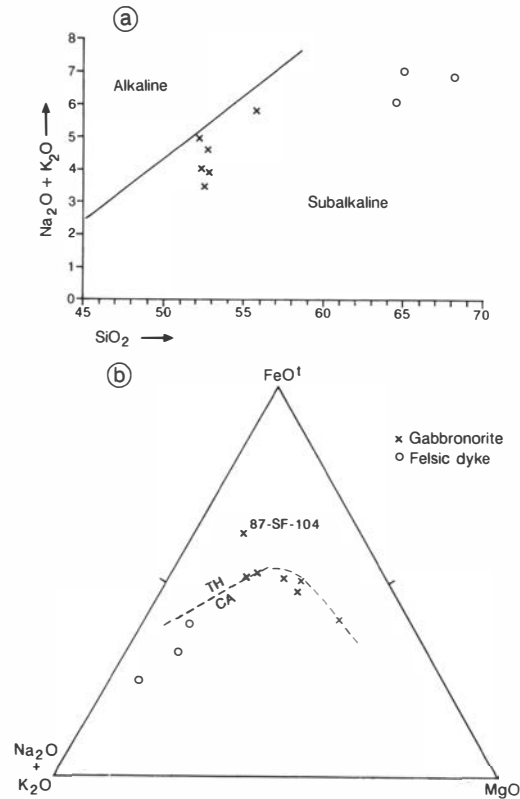 a
8
7
6
5
4
3
2
1
0
Na₂O + K₂O
Alkaline
Subalkaline
45 50 55 60 65 70
SiO₂
b
FeOᵗ
x Gabbronorite
o Felsic dyke
87-SF-104
TH
CA
Na₂O
+
K₂O
MgO